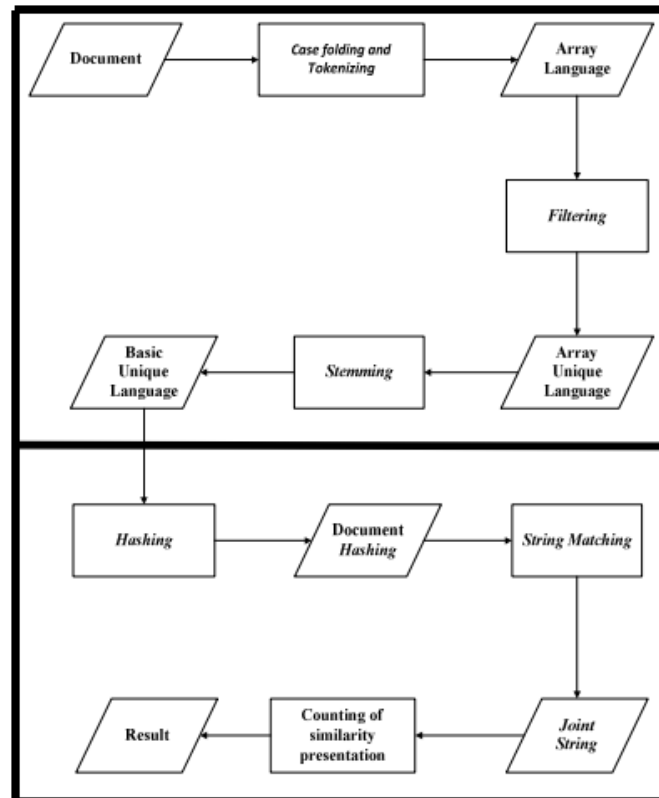 Document
Case folding and
Tokenizing
Array
Language
Filtering
Array
Unique
Language
Stemming
Basic
Unique
Language
Hashing
Document
Hashing
String Matching
Joint
String
Counting of
similarity
presentation
Result